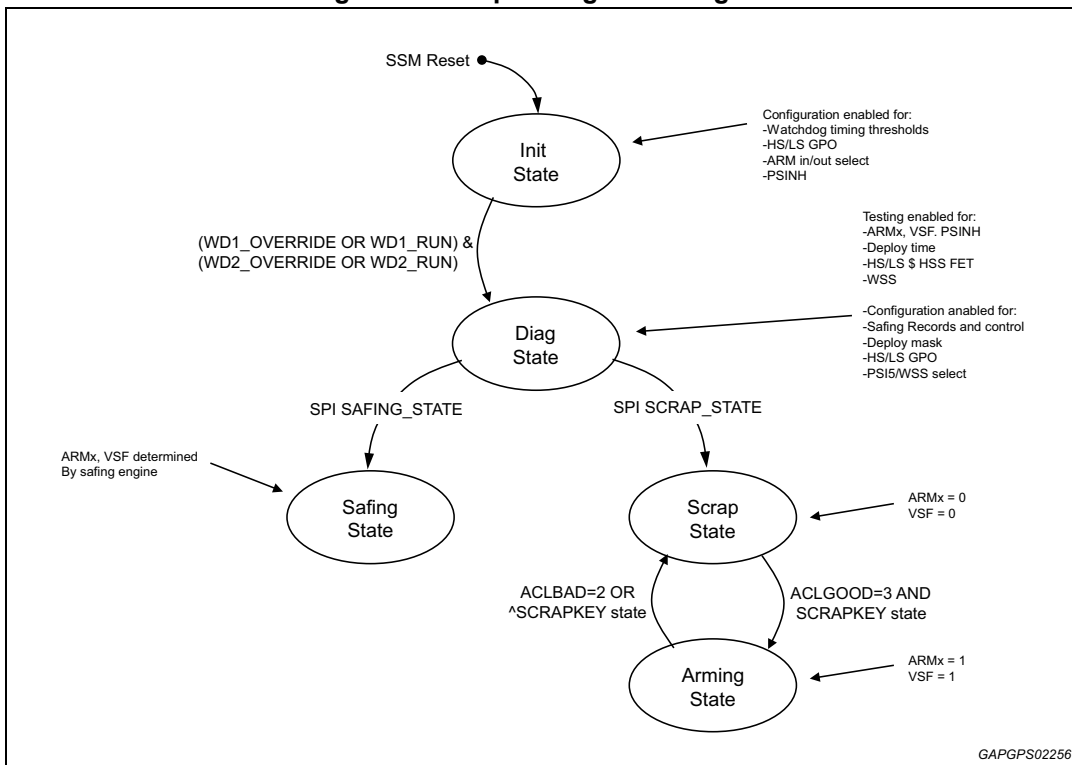 SSM Reset
Init
State
Configuration enabled for:
-Watchdog timing thresholds
-HS/LS GPO
-ARM in/out select
-PSINH
(WD1_OVERRIDE OR WD1_RUN) &
(WD2_OVERRIDE OR WD2_RUN)
Testing enabled for:
-ARMx, VSF. PSINH
-Deploy time
-HS/LS $ HSS FET
-WSS
Diag
State
-Configuration anabled for:
-Safing Records and control
-Deploy mask
-HS/LS GPO
-PSI5/WSS select
SPI SAFING_STATE
SPI SCRAP_STATE
ARMx, VSF determined
By safing engine
Safing
State
Scrap
State
ARMx = 0
VSF = 0
ACLBAD=2 OR
^SCRAPKEY state
ACLGOOD=3 AND
SCRAPKEY state
Arming
State
ARMx = 1
VSF = 1
GAPGPS02256